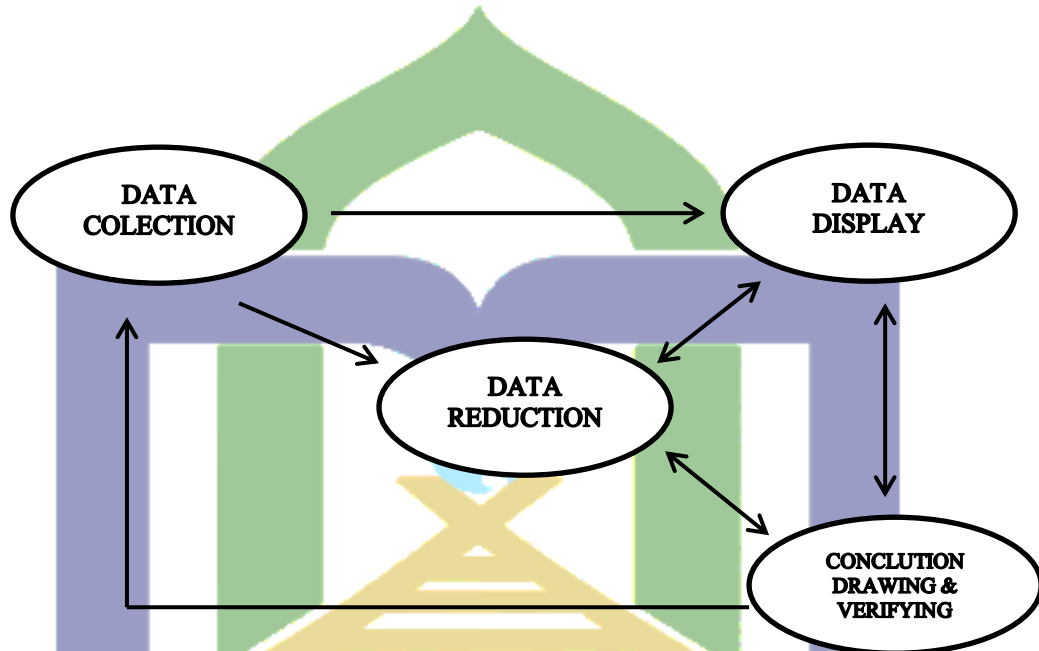 DATA
COLECTION
DATA
DISPLAY
DATA
REDUCTION
CONCLUTION
DRAWING &
VERIFYING